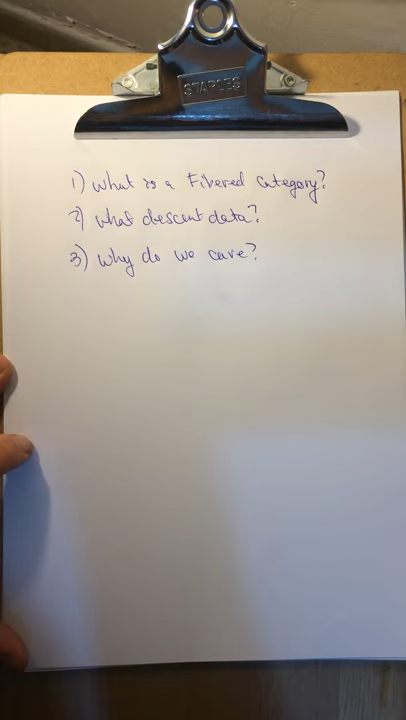 STAPLES
1) What is a Fibered Category?
2) what descent data?
3) Why do we care?